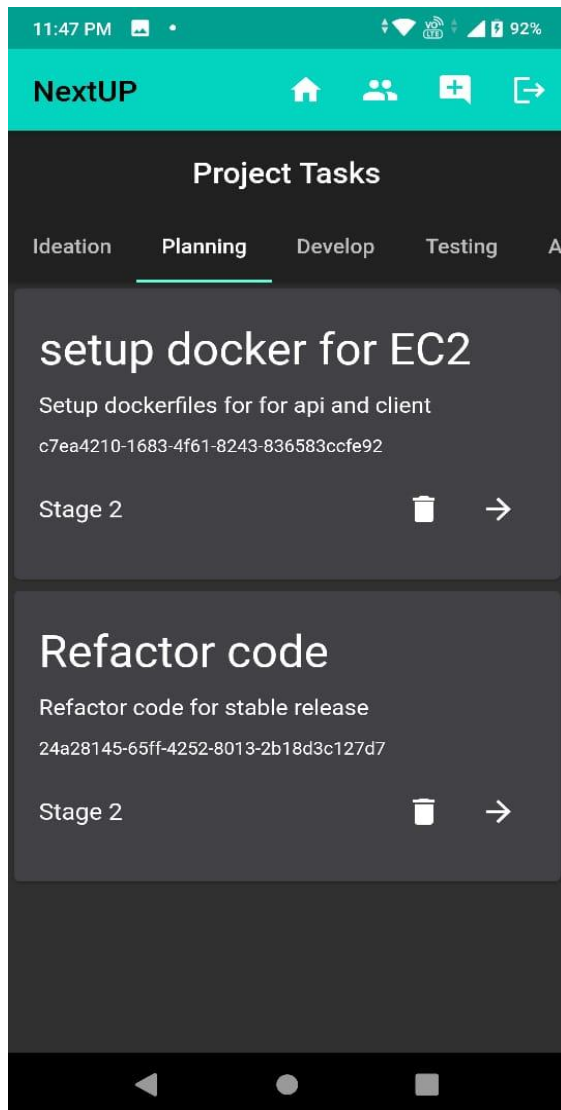 11:47 PM 92%
NextUP
Project Tasks
Ideation Planning Develop Testing A
setup docker for EC2
Setup dockerfiles for for api and client
c7ea4210-1683-4f61-8243-836583ccfe92
Stage 2
Refactor code
Refactor code for stable release
24a28145-65ff-4252-8013-2b18d3c127d7
Stage 2